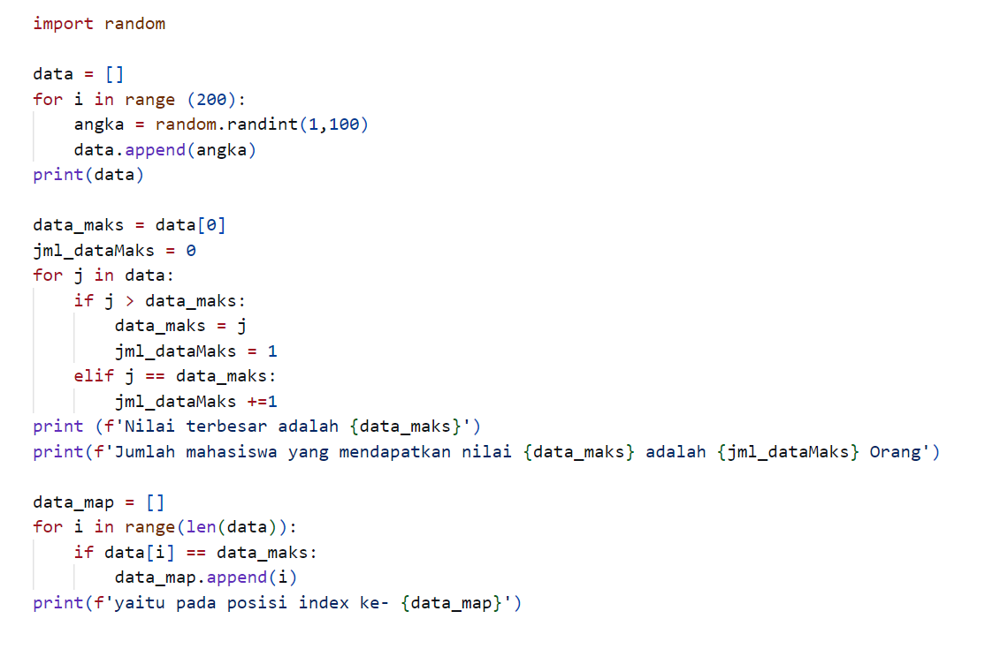 import random

data = []
for i in range (200):
    angka = random.randint(1,100)
    data.append(angka)
print(data)

data_maks = data[0]
jml_dataMaks = 0
for j in data:
    if j > data_maks:
        data_maks = j
        jml_dataMaks = 1
    elif j == data_maks:
        jml_dataMaks +=1
print (f'Nilai terbesar adalah {data_maks}')
print(f'Jumlah mahasiswa yang mendapatkan nilai {data_maks} adalah {jml_dataMaks} Orang')

data_map = []
for i in range(len(data)):
    if data[i] == data_maks:
        data_map.append(i)
print(f'yaitu pada posisi index ke- {data_map}')